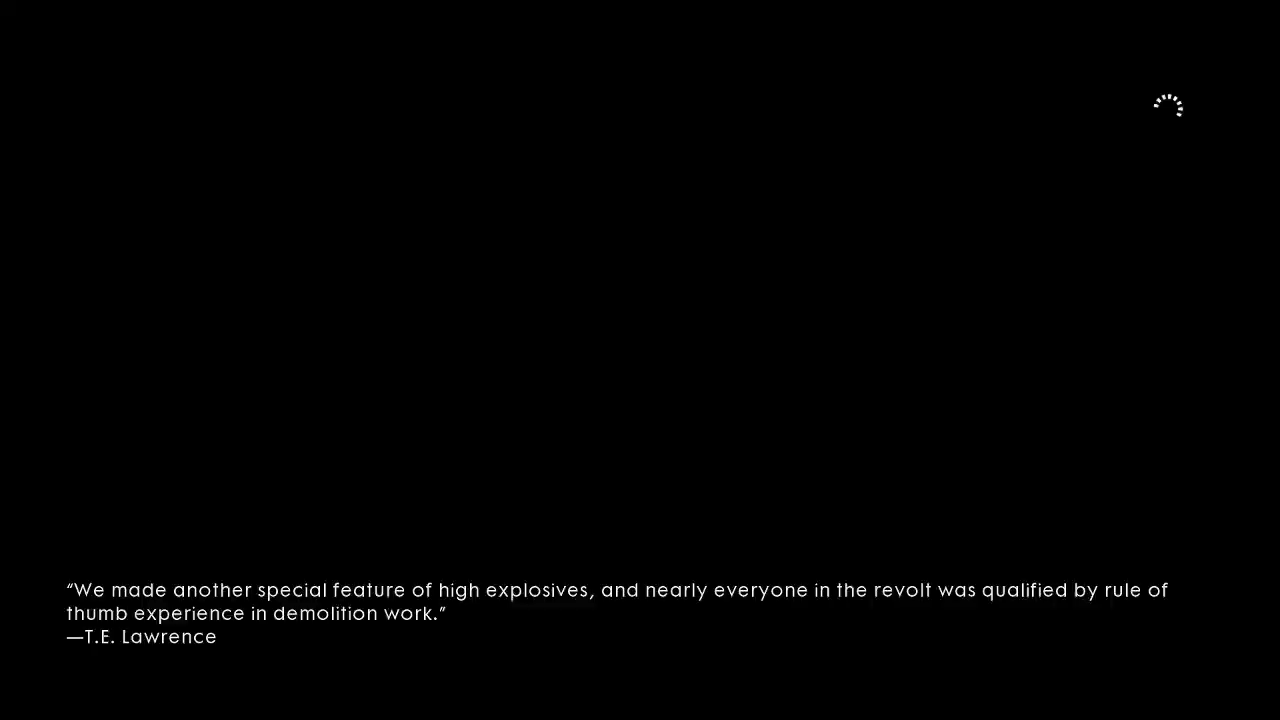 “We made another special feature of high explosives, and nearly everyone in the revolt was qualified by rule of
thumb experience in demolition work.”
—T.E. Lawrence